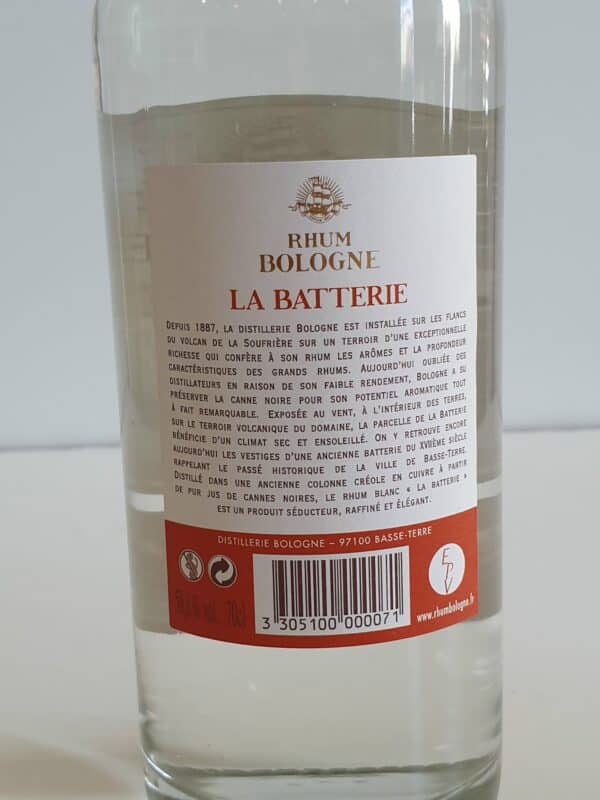 RHUM
BOLOGNE
LA BATTERIE
DEPUIS 1887, LA DISTILLERIE BOLOGNE EST INSTALLÉE SUR LES FLANCS
DU VOLCAN DE LA SOUFRIÈRE SUR UN TERROIR D'UNE EXCEPTIONNELLE
RICHESSE QUI CONFÈRE À SON RHUM LES ARÔMES ET LA PROFONDEUR
CARACTÉRISTIQUES DES GRANDS RHUMS. AUJOURD'HUI OUBLIÉE DES
DISTILLATEURS EN RAISON DE SON FAIBLE RENDEMENT, BOLOGNE A SU
PRÉSERVER LA CANNE NOIRE POUR SON POTENTIEL AROMATIQUE TOUT
À FAIT REMARQUABLE. EXPOSÉE AU VENT, À L'INTÉRIEUR DES TERRES,
SUR LE TERROIR VOLCANIQUE DU DOMAINE, LA PARCELLE DE LA BATTERIE
BÉNÉFICIE D'UN CLIMAT SEC ET ENSOLEILLÉ. ON Y RETROUVE ENCORE
AUJOURD'HUI LES VESTIGES D'UNE ANCIENNE BATTERIE DU XVIIÈME SIÈCLE
RAPPELANT LE PASSÉ HISTORIQUE DE LA VILLE DE BASSE-TERRE.
DISTILLÉ DANS UNE ANCIENNE COLONNE CRÉOLE EN CUIVRE À PARTIR
DE PUR JUS DE CANNES NOIRES, LE RHUM BLANC « LA BATTERIE »
EST UN PRODUIT SÉDUCTEUR, RAFFINÉ ET ÉLÉGANT.
DISTILLERIE BOLOGNE – 97100 BASSE-TERRE
EPV
vol. 70cl
3 305100 000071
www.rhumbologne.fr